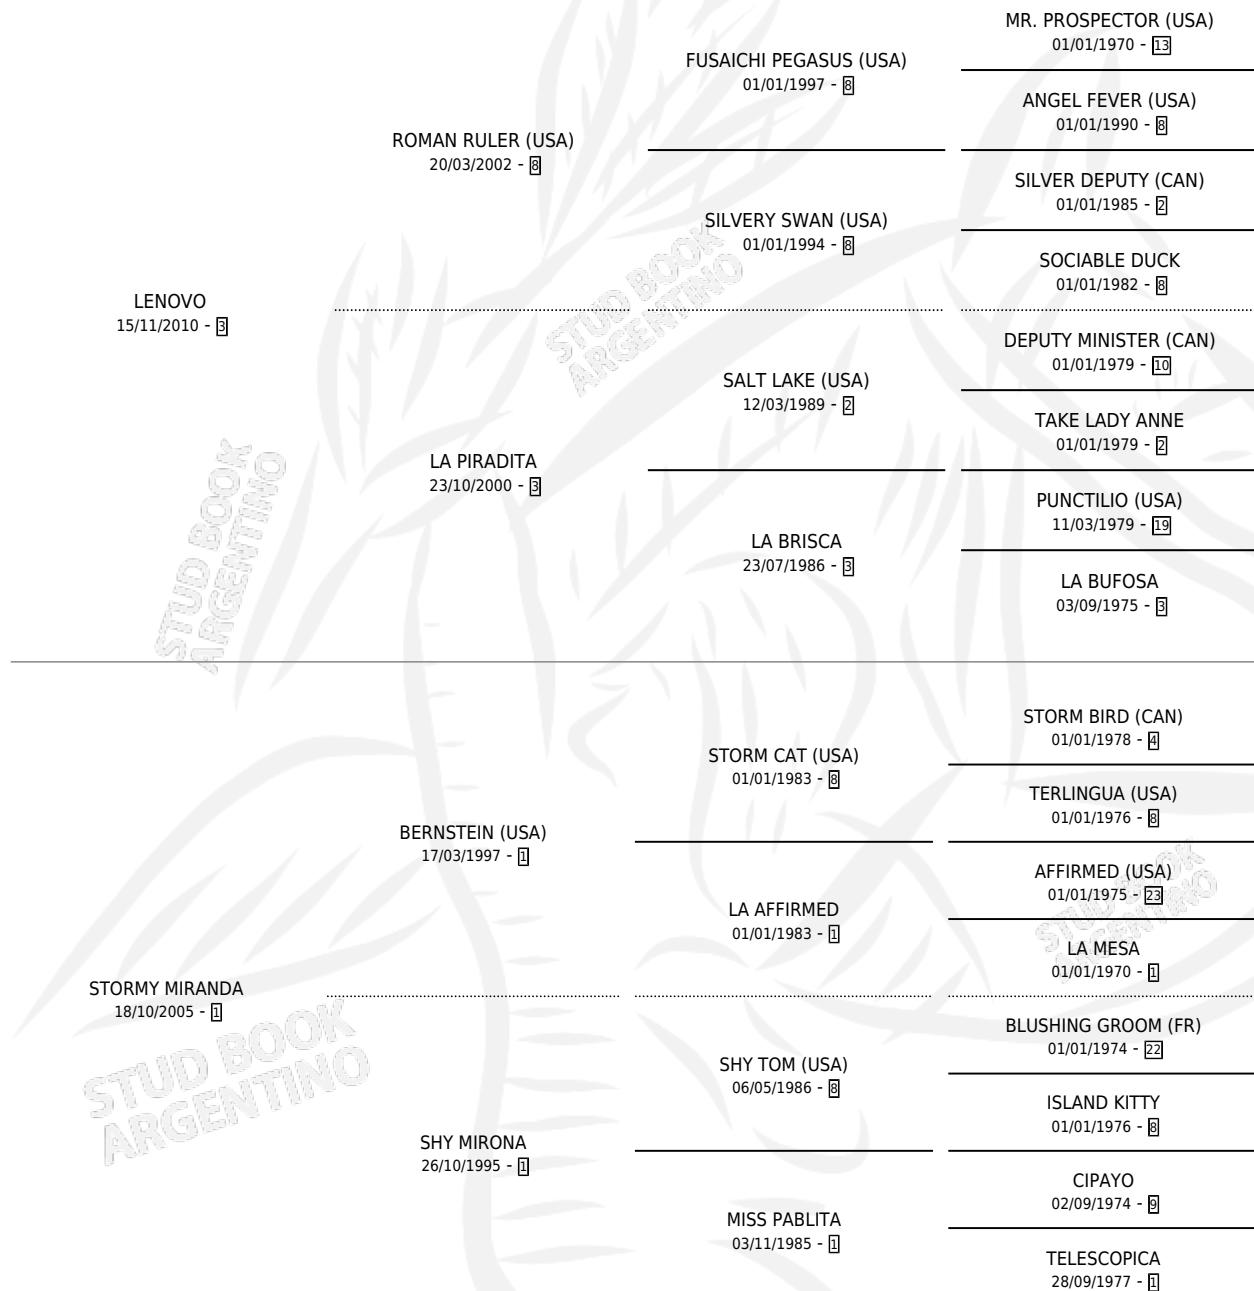 MR. PROSPECTOR (USA)
01/01/1970 - 13
FUSAICHI PEGASUS (USA)
01/01/1997 - 8
ANGEL FEVER (USA)
01/01/1990 - 8
ROMAN RULER (USA)
20/03/2002 - 8
SILVER DEPUTY (CAN)
01/01/1985 - 2
SILVERY SWAN (USA)
01/01/1994 - 8
SOCIABLE DUCK
01/01/1982 - 8
LENOVO
15/11/2010 - 3
DEPUTY MINISTER (CAN)
01/01/1979 - 10
SALT LAKE (USA)
12/03/1989 - 2
TAKE LADY ANNE
01/01/1979 - 2
LA PIRADITA
23/10/2000 - 3
PUNCTILIO (USA)
11/03/1979 - 19
LA BRISCA
23/07/1986 - 3
LA BUFOSA
03/09/1975 - 3
STORM BIRD (CAN)
01/01/1978 - 4
STORM CAT (USA)
01/01/1983 - 8
TERLINGUA (USA)
01/01/1976 - 8
BERNSTEIN (USA)
17/03/1997 - 1
AFFIRMED (USA)
01/01/1975 - 23
LA AFFIRMED
01/01/1983 - 1
LA MESA
01/01/1970 - 1
STORMY MIRANDA
18/10/2005 - 1
BLUSHING GROOM (FR)
01/01/1974 - 22
SHY TOM (USA)
06/05/1986 - 8
ISLAND KITTY
01/01/1976 - 8
SHY MIRONA
26/10/1995 - 1
CIPAYO
02/09/1974 - 9
MISS PABLITA
03/11/1985 - 1
TELESCOPICA
28/09/1977 - 1
STUD BOOK
ARGENTINO
STUD BOOK
ARGENTINO
STUD BOOK
ARGENTINO
STUD BOOK
ARGENTINO